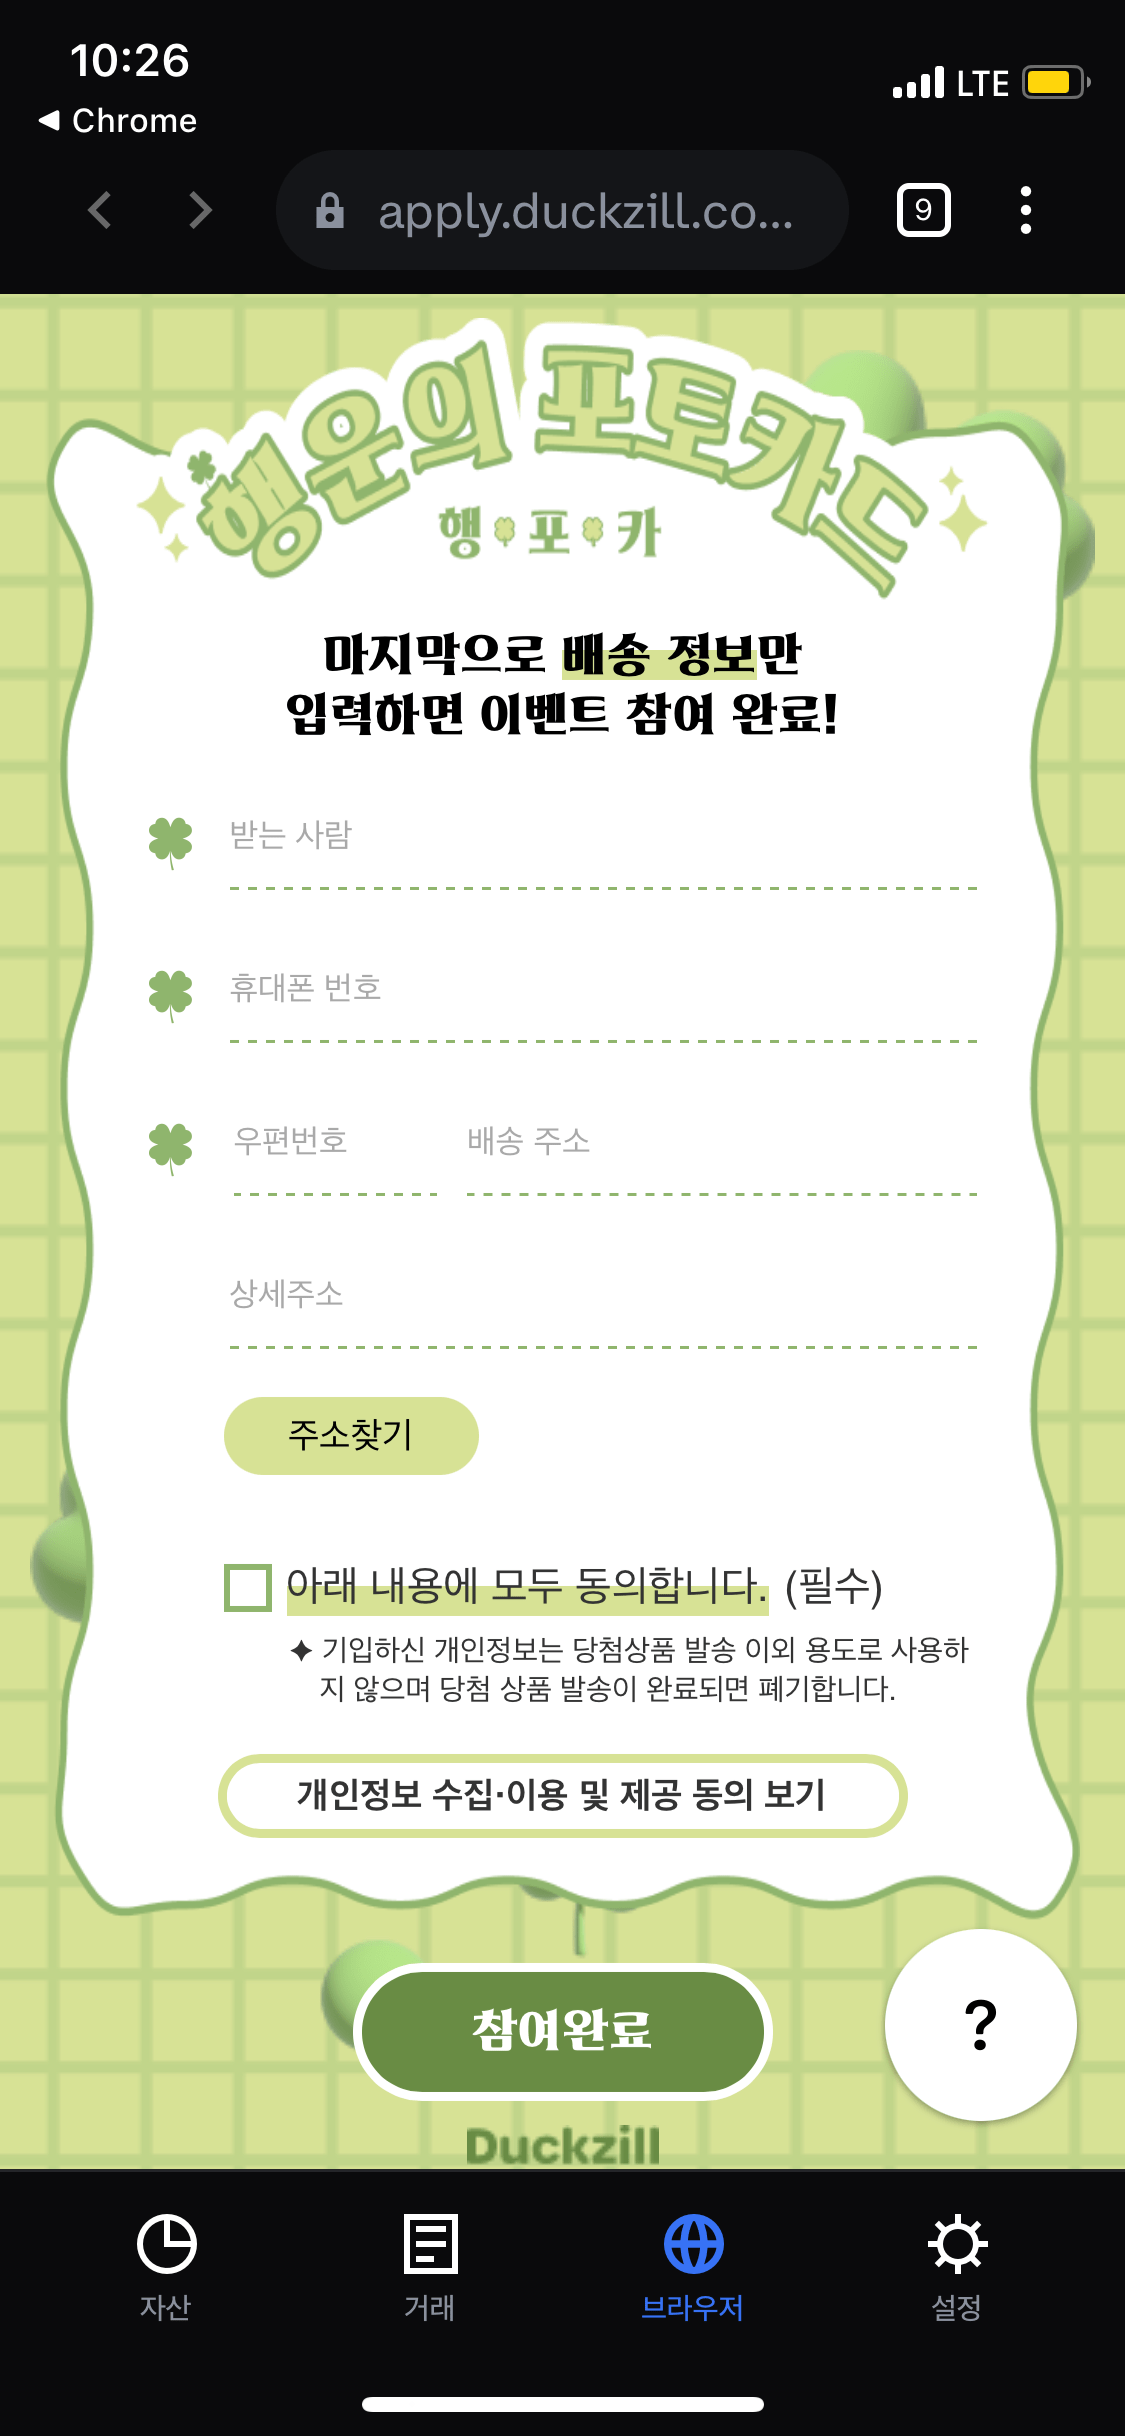 10:26
LTE
◀ Chrome
apply.duckzill.co...
9
행운의 포토카드
행 포 카
마지막으로 배송 정보만
입력하면 이벤트 참여 완료!
받는 사람
휴대폰 번호
우편번호 배송 주소
상세주소
주소찾기
아래 내용에 모두 동의합니다. (필수)
✦ 기입하신 개인정보는 당첨상품 발송 이외 용도로 사용하
지 않으며 당첨 상품 발송이 완료되면 폐기합니다.
개인정보 수집·이용 및 제공 동의 보기
참여완료
?
Duckzill
자산 거래 브라우저 설정